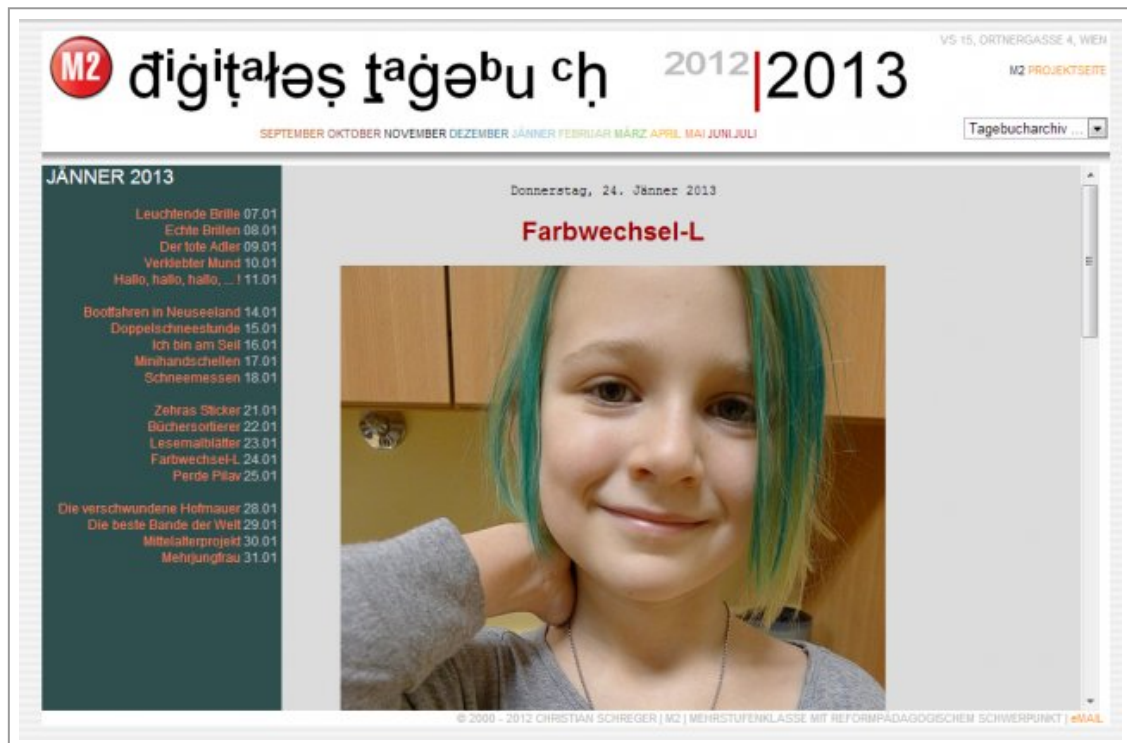 VS 15, ORTNERGASSE 4, WIEN
M2 điġiṭałəṣ ṯaġəbu cḥ 2012|2013
M2 PROJEKTSEITE
SEPTEMBER OKTOBER NOVEMBER DEZEMBER JÄNNER FEBRUAR MÄRZ APRIL MAI JUNI JULI
Tagebucharchiv ...
JÄNNER 2013
Leuchtende Brille 07.01
Echte Brillen 08.01
Der tote Adler 09.01
Verklebter Mund 10.01
Hallo, hallo, hallo, ... ! 11.01
Bootfahren in Neuseeland 14.01
Doppelschneestunde 15.01
Ich bin am Seil 16.01
Minihandschellen 17.01
Schneemessen 18.01
Zehras Sticker 21.01
Büchersortierer 22.01
Lesemalblätter 23.01
Farbwechsel-L 24.01
Perde Pilav 25.01
Die verschwundene Hofmauer 28.01
Die beste Bande der Welt 29.01
Mittelalterprojekt 30.01
Mehrjungfrau 31.01
Donnerstag, 24. Jänner 2013
Farbwechsel-L
© 2000 - 2012 CHRISTIAN SCHREGER | M2 | MEHRSTUFENKLASSE MIT REFORMPÄDAGOGISCHEM SCHWERPUNKT | eMAIL